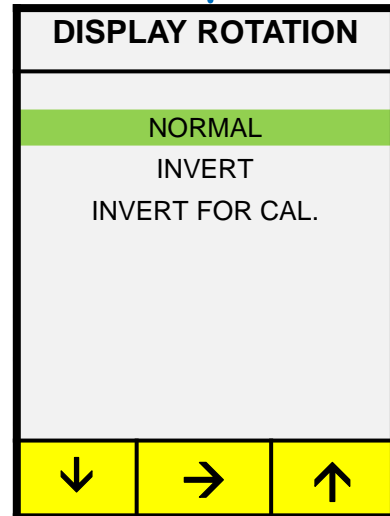 DISPLAY ROTATION
NORMAL
INVERT
INVERT FOR CAL.